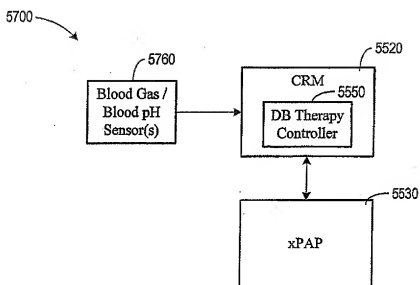 5700
5760
5520
CRM
5550
Blood Gas /
Blood pH
Sensor(s)
DB Therapy
Controller
5530
xPAP